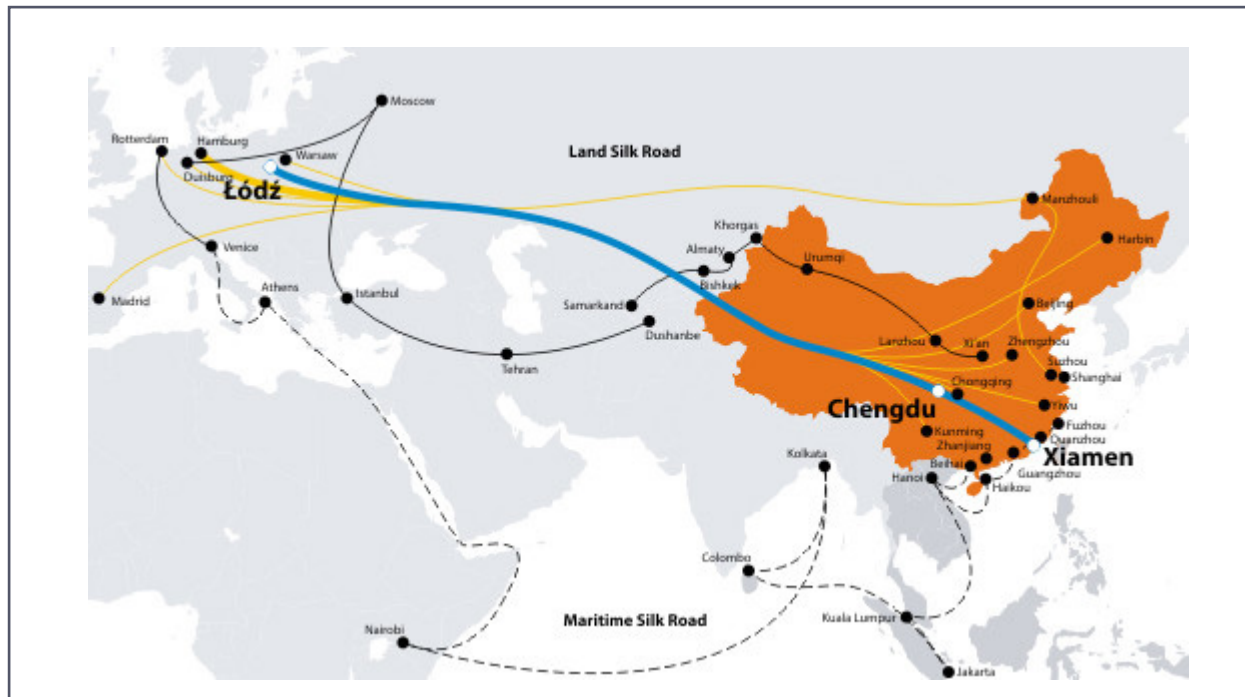 Moscow
Rotterdam
Hamburg
Warsaw
Land Silk Road
Duisburg
Łódź
Manzhouli
Khorgas
Harbin
Venice
Almaty
Urumqi
Athens
Bishkek
Madrid
Istanbul
Samarkand
Beijing
Dushanbe
Lanzhou
Xi'an
Zhengzhou
Tehran
Suzhou
Shanghai
Chongqing
Chengdu
Yiwu
Fuzhou
Kunming
Quanzhou
Zhanjiang
Xiamen
Kolkata
Beihai
Guangzhou
Hanoi
Haikou
Colombo
Maritime Silk Road
Kuala Lumpur
Nairobi
Jakarta